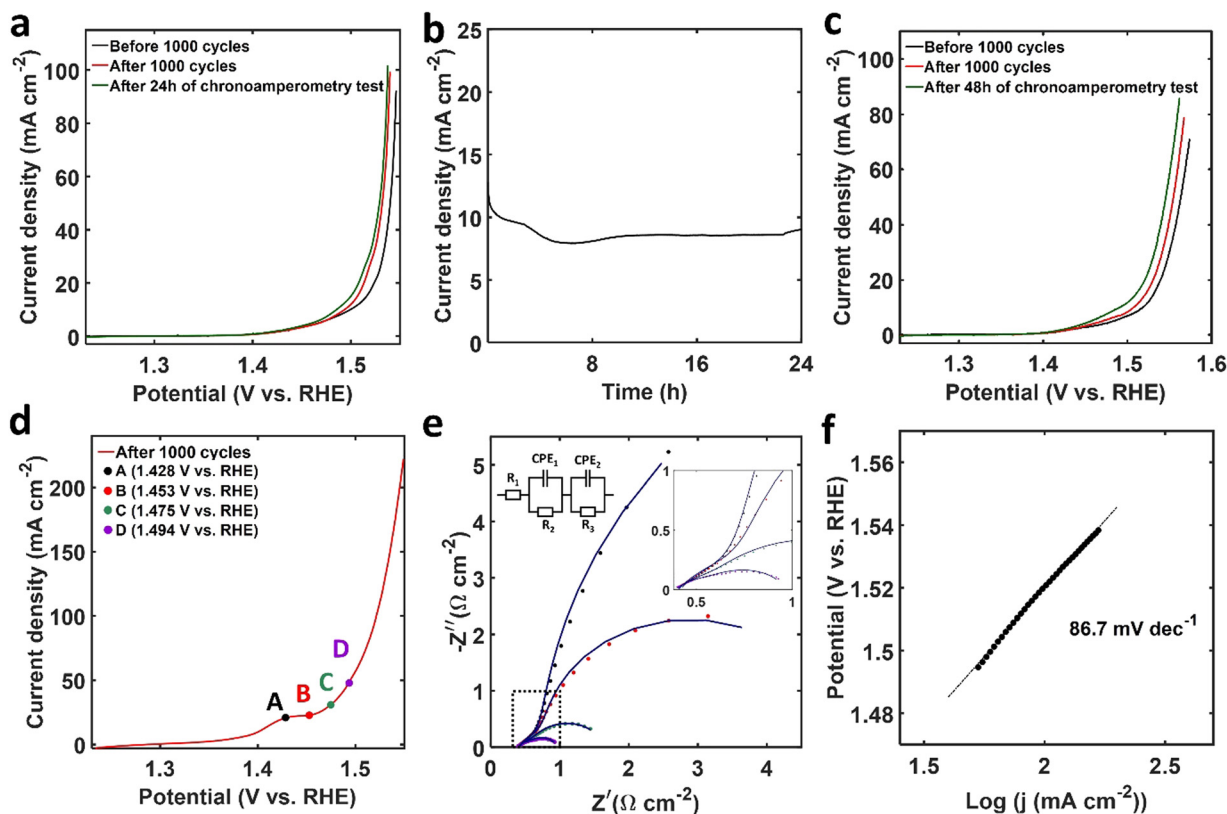 a
Current density (mA cm-2)
Before 1000 cycles
After 1000 cycles
After 24h of chronoamperometry test
100
80
60
40
20
0
1.3 1.4 1.5
Potential (V vs. RHE)
b
Current density (mA cm-2)
25
20
15
10
5
0
0 8 16 24
Time (h)
c
Current density (mA cm-2)
Before 1000 cycles
After 1000 cycles
After 48h of chronoamperometry test
100
80
60
40
20
0
1.3 1.4 1.5 1.6
Potential (V vs. RHE)
d
Current density (mA cm-2)
After 1000 cycles
A (1.428 V vs. RHE)
B (1.453 V vs. RHE)
C (1.475 V vs. RHE)
D (1.494 V vs. RHE)
200
150
100
50
0
A
B
C
D
1.3 1.4 1.5
Potential (V vs. RHE)
e
-Z''(Ω cm-2)
5
4
3
2
1
0
CPE1 CPE2
R1
R2 R3
1
0.5
0
0.5 1
0 1 2 3 4
Z'(Ω cm-2)
f
Potential (V vs. RHE)
1.56
1.54
1.52
1.5
1.48
86.7 mV dec-1
1.5 2 2.5
Log (j (mA cm-2))